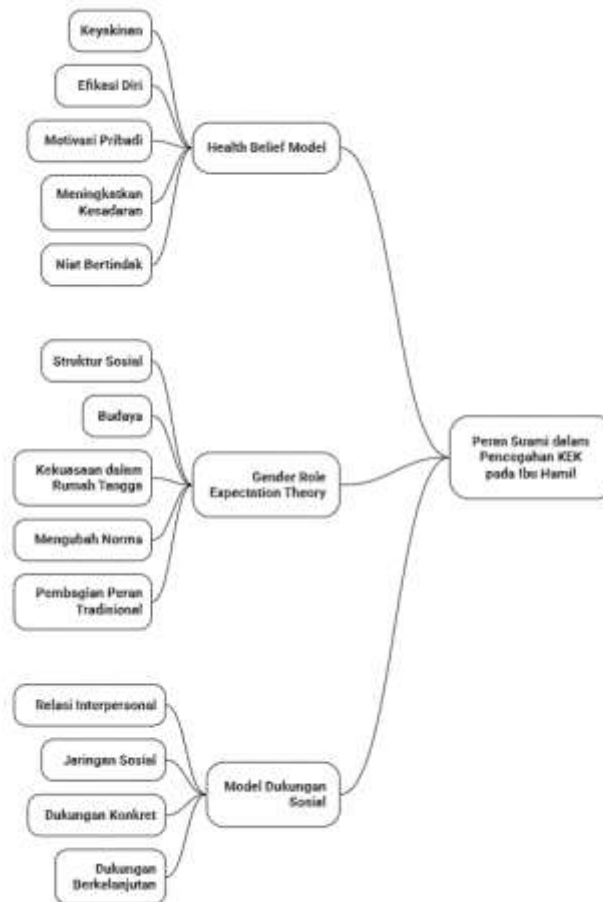 Keyakinan
Efikasi Diri
Motivasi Pribadi
Meningkatkan
Kesadaran
Niat Bertindak
Health Belief Model
Struktur Sosial
Budaya
Kekuasaan dalam
Rumah Tangga
Mengubah Norma
Pembagian Peran
Tradisional
Gender Role
Expectation Theory
Relasi Interpersonal
Jaringan Sosial
Dukungan Konkret
Dukungan
Berkelanjutan
Model Dukungan
Sosial
Peran Suami dalam
Pencegahan KEK
pada Ibu Hamil